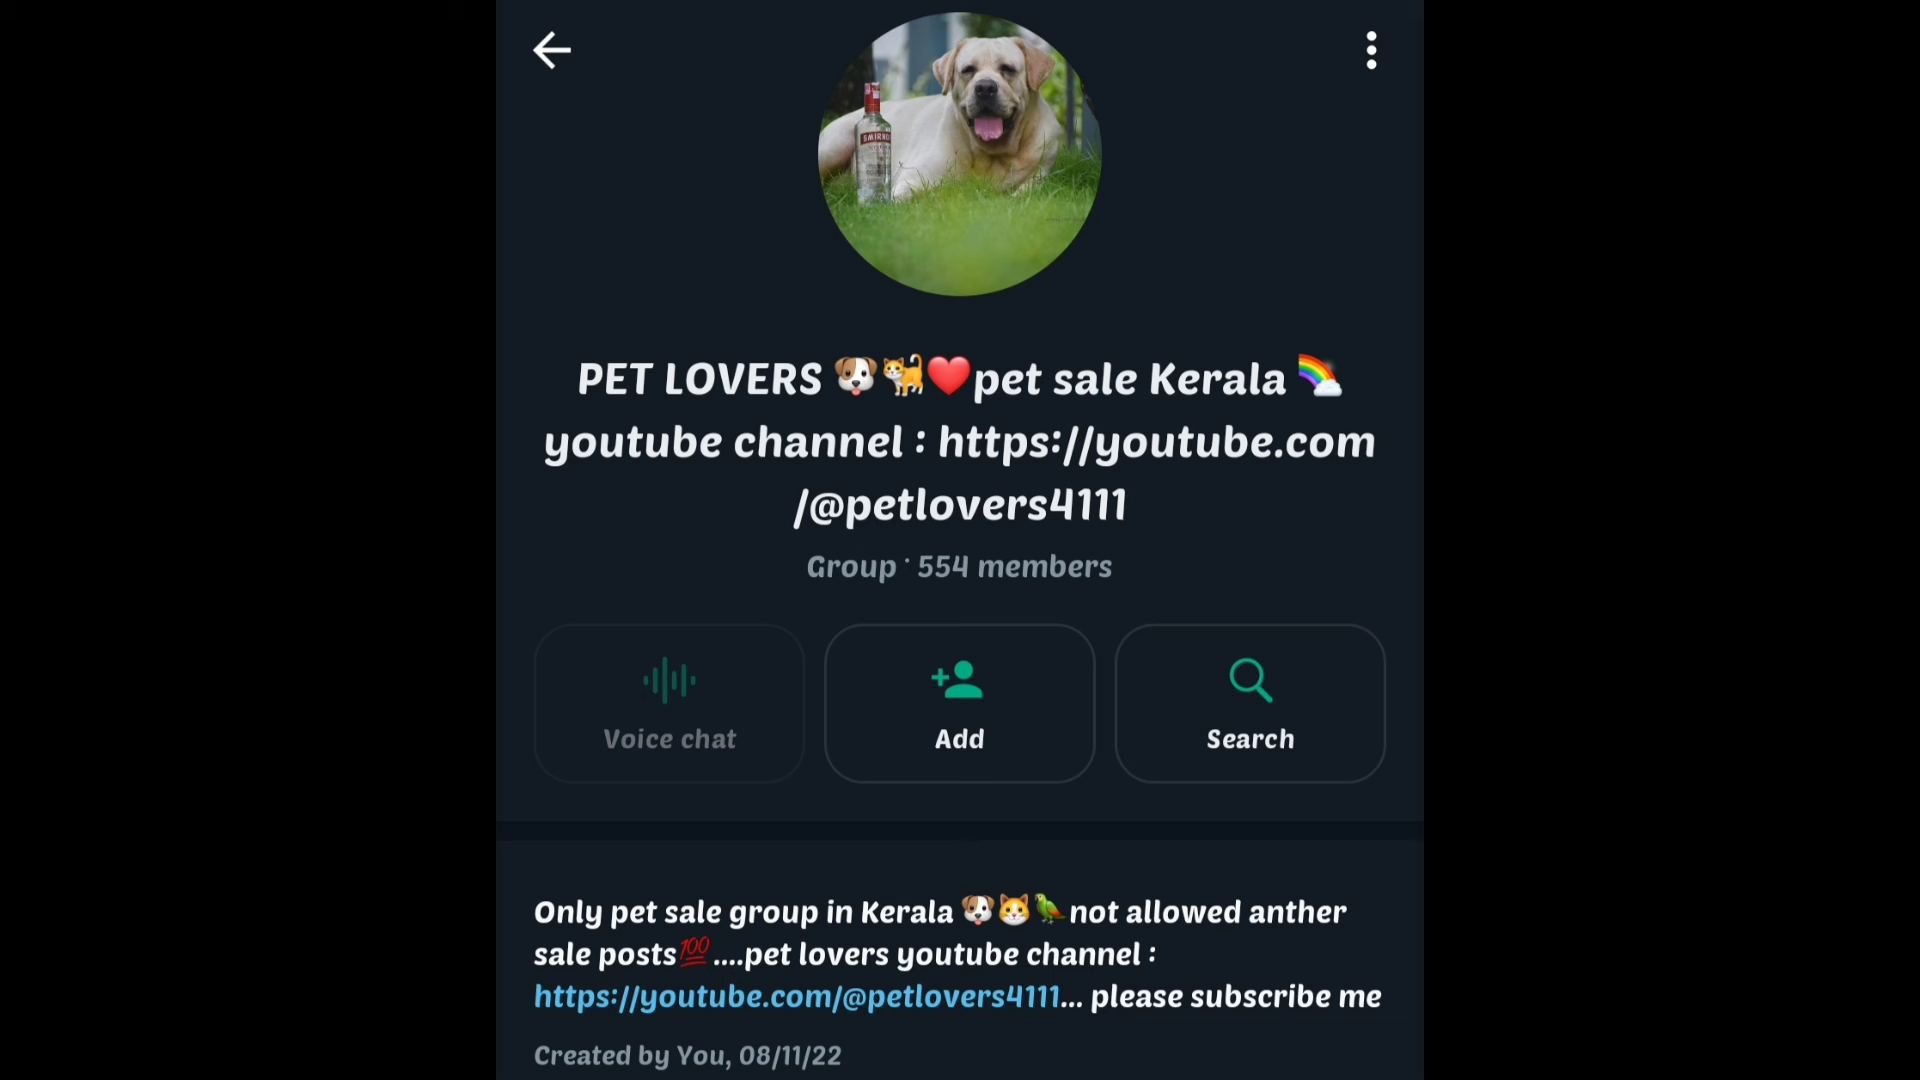 SMIRNO
PET LOVERS 🐶🐈❤️pet sale Kerala 🌈
youtube channel : https://youtube.com
/@petlovers4111
Group · 554 members
Voice chat
Add
Search
Only pet sale group in Kerala 🐶🐱🦜not allowed anther
sale posts💯....pet lovers youtube channel :
https://youtube.com/@petlovers4111... please subscribe me
Created by You, 08/11/22